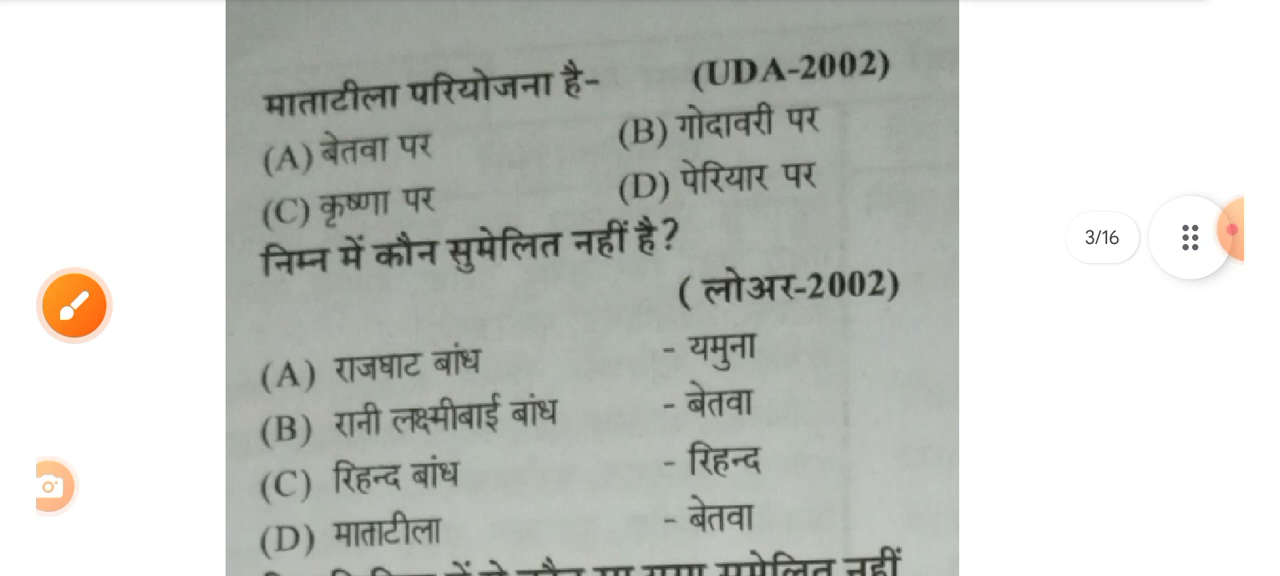 माताटीला परियोजना है- (UDA-2002)
(A) बेतवा पर (B) गोदावरी पर
(C) कृष्णा पर (D) पेरियार पर
निम्न में कौन सुमेलित नहीं है?
( लोअर-2002)
(A) राजघाट बांध - यमुना
(B) रानी लक्ष्मीबाई बांध - बेतवा
(C) रिहन्द बांध - रिहन्द
(D) माताटीला - बेतवा
सुमेलित नहीं
3/16